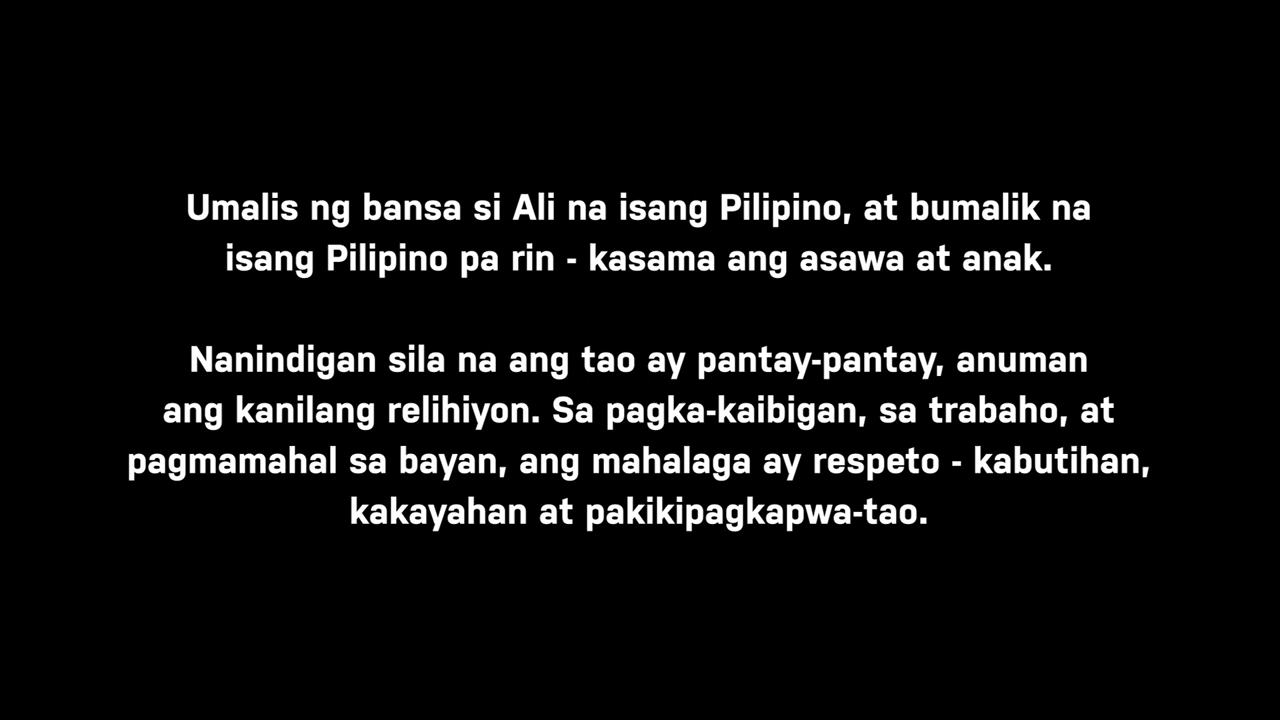 Umalis ng bansa si Ali na isang Pilipino, at bumalik na
isang Pilipino pa rin - kasama ang asawa at anak.
Nanindigan sila na ang tao ay pantay-pantay, anuman
ang kanilang relihiyon. Sa pagka-kaibigan, sa trabaho, at
pagmamahal sa bayan, ang mahalaga ay respeto - kabutihan,
kakayahan at pakikipagkapwa-tao.